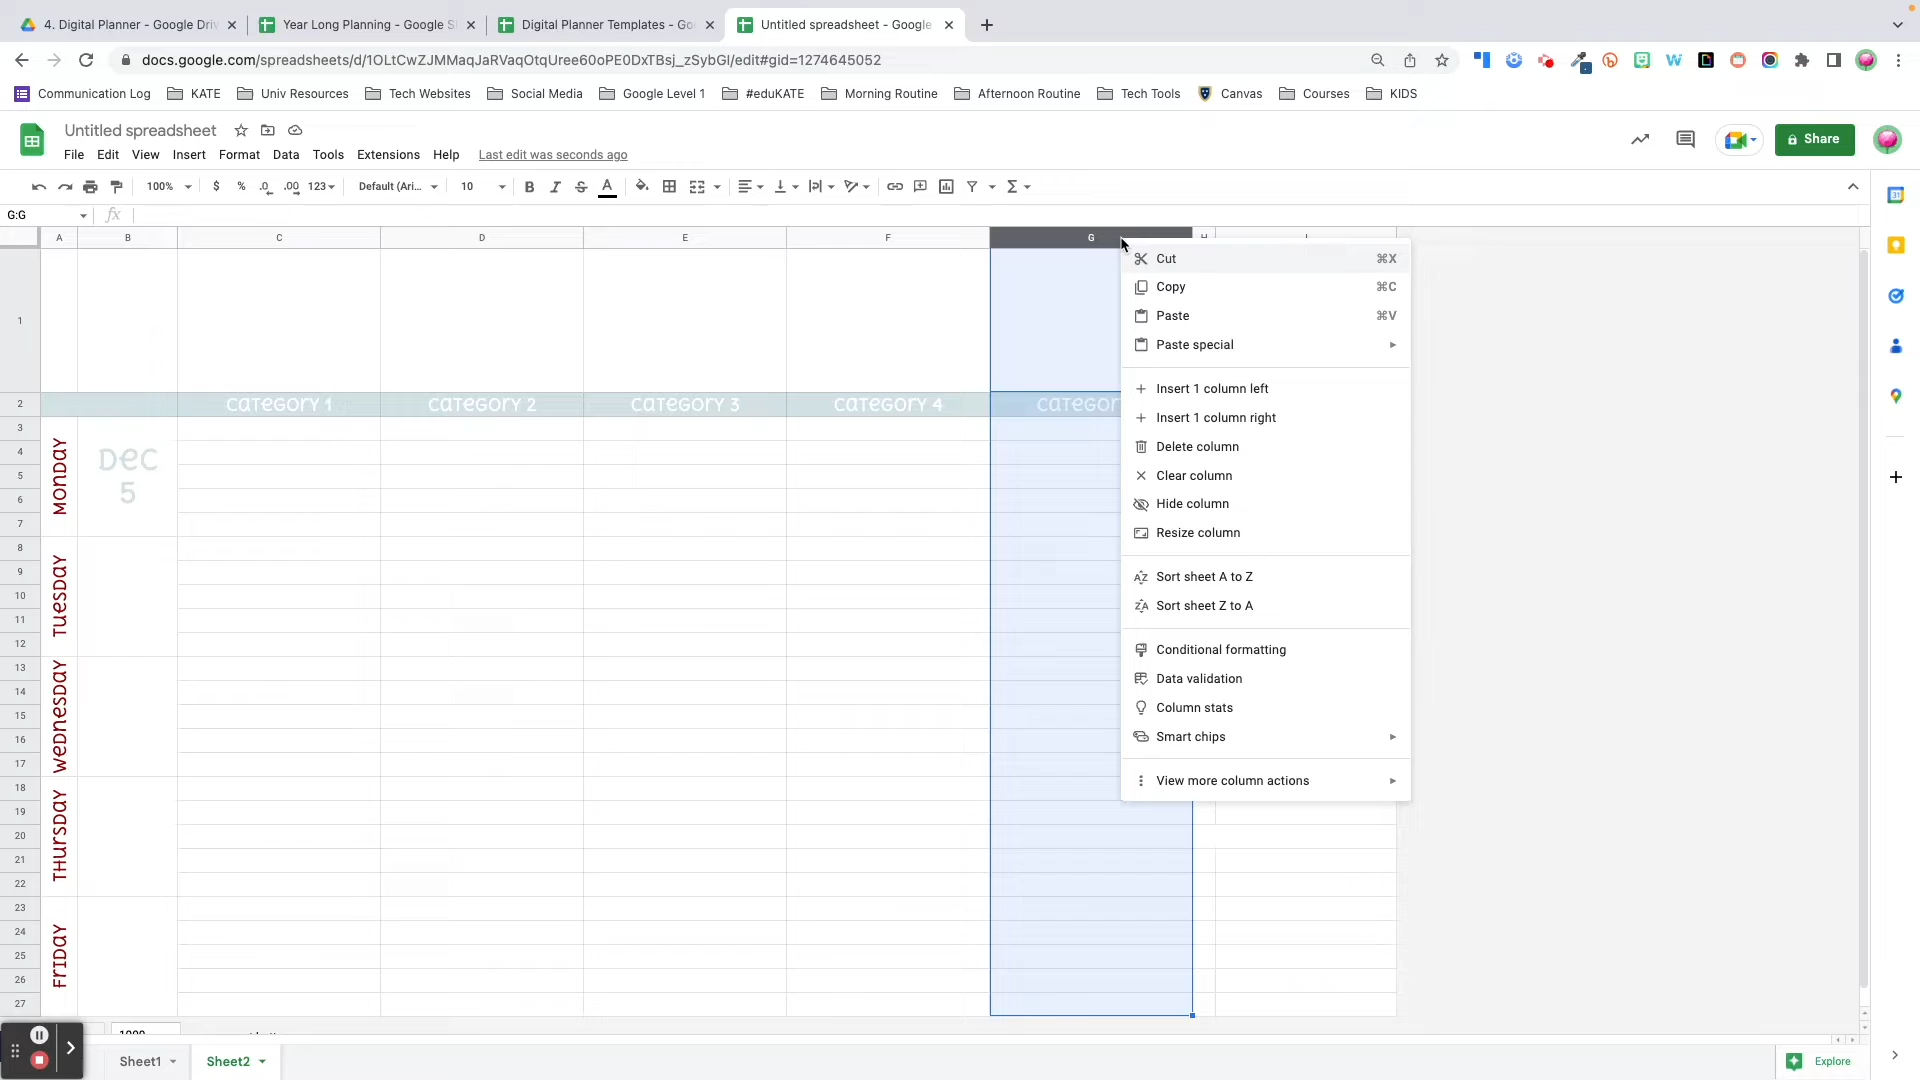 4. Digital Planner - Google Driv
Year Long Planning - Google S
Digital Planner Templates - Go
Untitled spreadsheet - Google
docs.google.com/spreadsheets/d/1OLtCwZJMMaqJaRVaqOtqUree60oPE0DxTBsj_zSybGI/edit#gid=1274645052
Communication Log KATE Univ Resources Tech Websites Social Media Google Level 1 #eduKATE Morning Routine Afternoon Routine Tech Tools Canvas Courses KIDS
Untitled spreadsheet
Share
File Edit View Insert Format Data Tools Extensions Help Last edit was seconds ago
100% $ % .0 .00 123 Default (Ari... 10 B I S A
G:G fx
A B C D E F G H I
Cut ⌘X
Copy ⌘C
Paste ⌘V
Paste special
Insert 1 column left
Insert 1 column right
Delete column
Clear column
Hide column
Resize column
Sort sheet A to Z
Sort sheet Z to A
Conditional formatting
Data validation
Column stats
Smart chips
View more column actions
1
2 Category 1 Category 2 Category 3 Category 4 Categor
3
4
5
6
7
Monday
Dec
5
8
9
10
11
12
Tuesday
13
14
15
16
17
Wednesday
18
19
20
21
22
Thursday
23
24
25
26
27
Friday
Sheet1 Sheet2 Explore